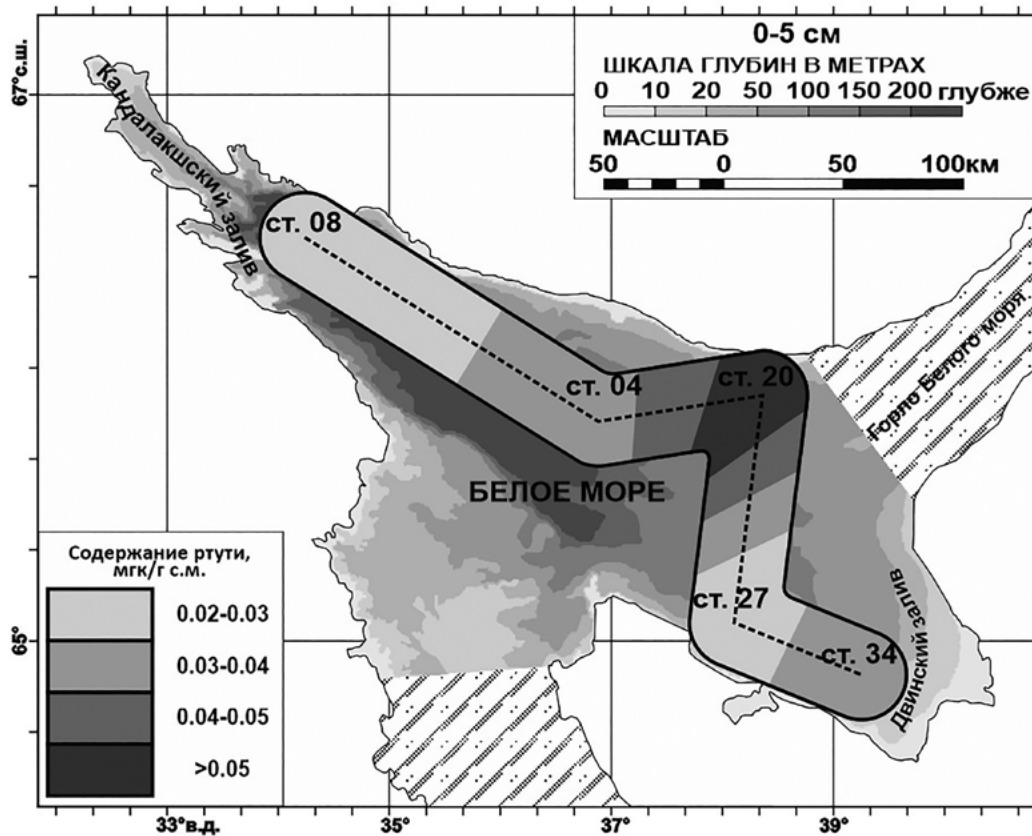 0-5 см
ШКАЛА ГЛУБИН В МЕТРАХ
0 10 20 50 100 150 200 глубже
МАСШТАБ
50 0 50 100км
67°с.ш.
65°
Кандалакшский залив
ст. 08
ст. 04
ст. 20
Горло Белого моря
БЕЛОЕ МОРЕ
ст. 27
ст. 34
Двинский залив
Содержание ртути,
мгк/г с.м.
0.02-0.03
0.03-0.04
0.04-0.05
>0.05
33°в.д. 35° 37° 39°